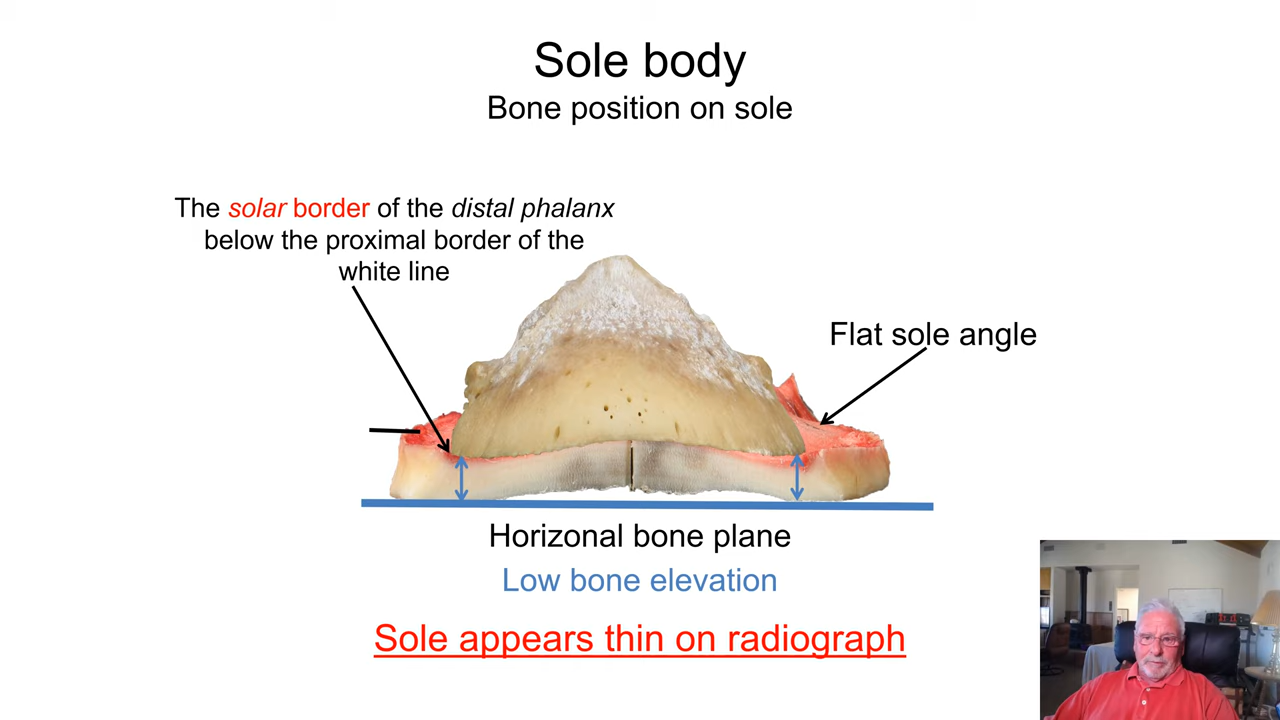 Sole body
Bone position on sole
The solar border of the distal phalanx
below the proximal border of the
white line
Flat sole angle
Horizonal bone plane
Low bone elevation
Sole appears thin on radiograph